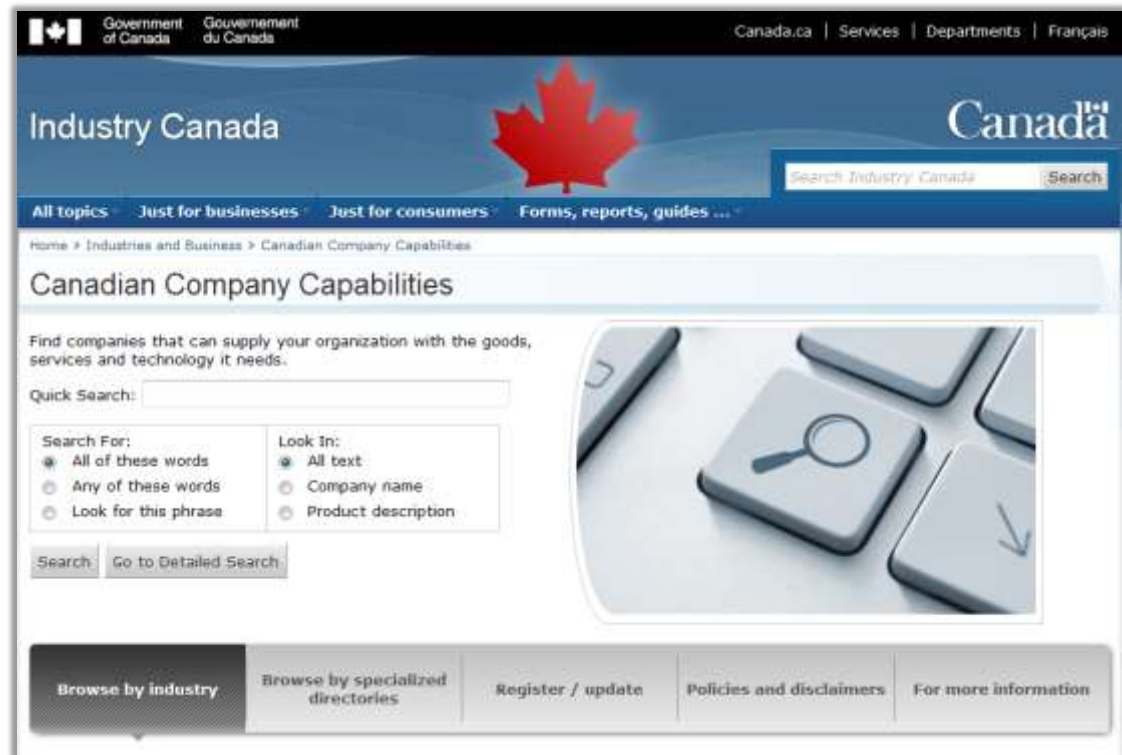 Government of Canada
Gouvernement du Canada
Canada.ca | Services | Departments | Français
Industry Canada
Canada
Search Industry Canada
Search
All topics Just for businesses Just for consumers Forms, reports, guides ...
Home > Industries and Business > Canadian Company Capabilities
Canadian Company Capabilities
Find companies that can supply your organization with the goods,
services and technology it needs.
Quick Search:
Search For:
All of these words
Any of these words
Look for this phrase
Look In:
All text
Company name
Product description
Search
Go to Detailed Search
Browse by industry
Browse by specialized
directories
Register / update
Policies and disclaimers
For more information